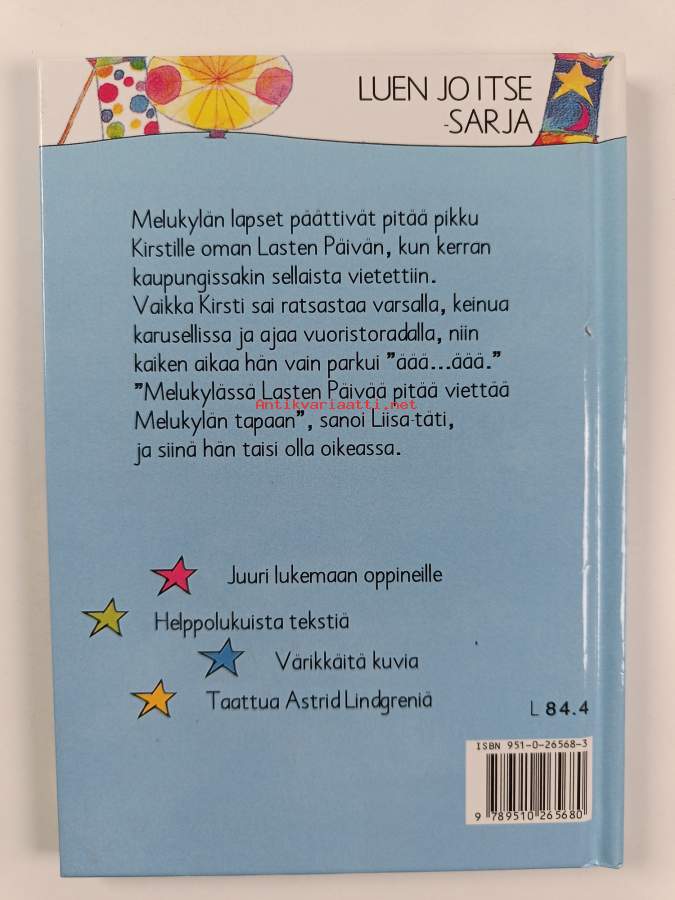 LUEN JO ITSE
-SARJA
Melukylän lapset päättivät pitää pikku
Kirstille oman Lasten Päivän, kun kerran
kaupungissakin sellaista vietettiin.
Vaikka Kirsti sai ratsastaa varsalla, keinua
karusellissa ja ajaa vuoristoradalla, niin
kaiken aikaa hän vain parkui ”äää...äää.”
”Melukylässä Lasten Päivää pitää viettää
Antikvariaatti.net
Melukylän tapaan”, sanoi Liisa-täti,
ja siinä hän taisi olla oikeassa.
Juuri lukemaan oppineille
Helppolukuista tekstiä
Värikkäitä kuvia
Taattua Astrid Lindgreniä
L 84.4
ISBN 951-0-26568-3
9 789510 265680